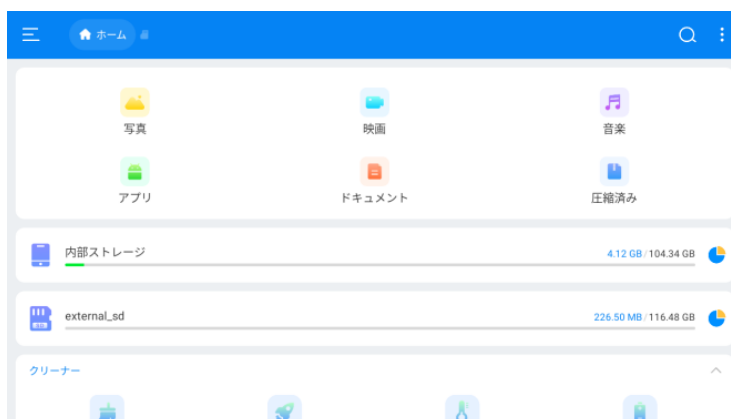 ホーム
写真 映画 音楽
アプリ ドキュメント 圧縮済み
内部ストレージ 4.12 GB / 104.34 GB
external_sd 226.50 MB / 116.48 GB
クリーナー